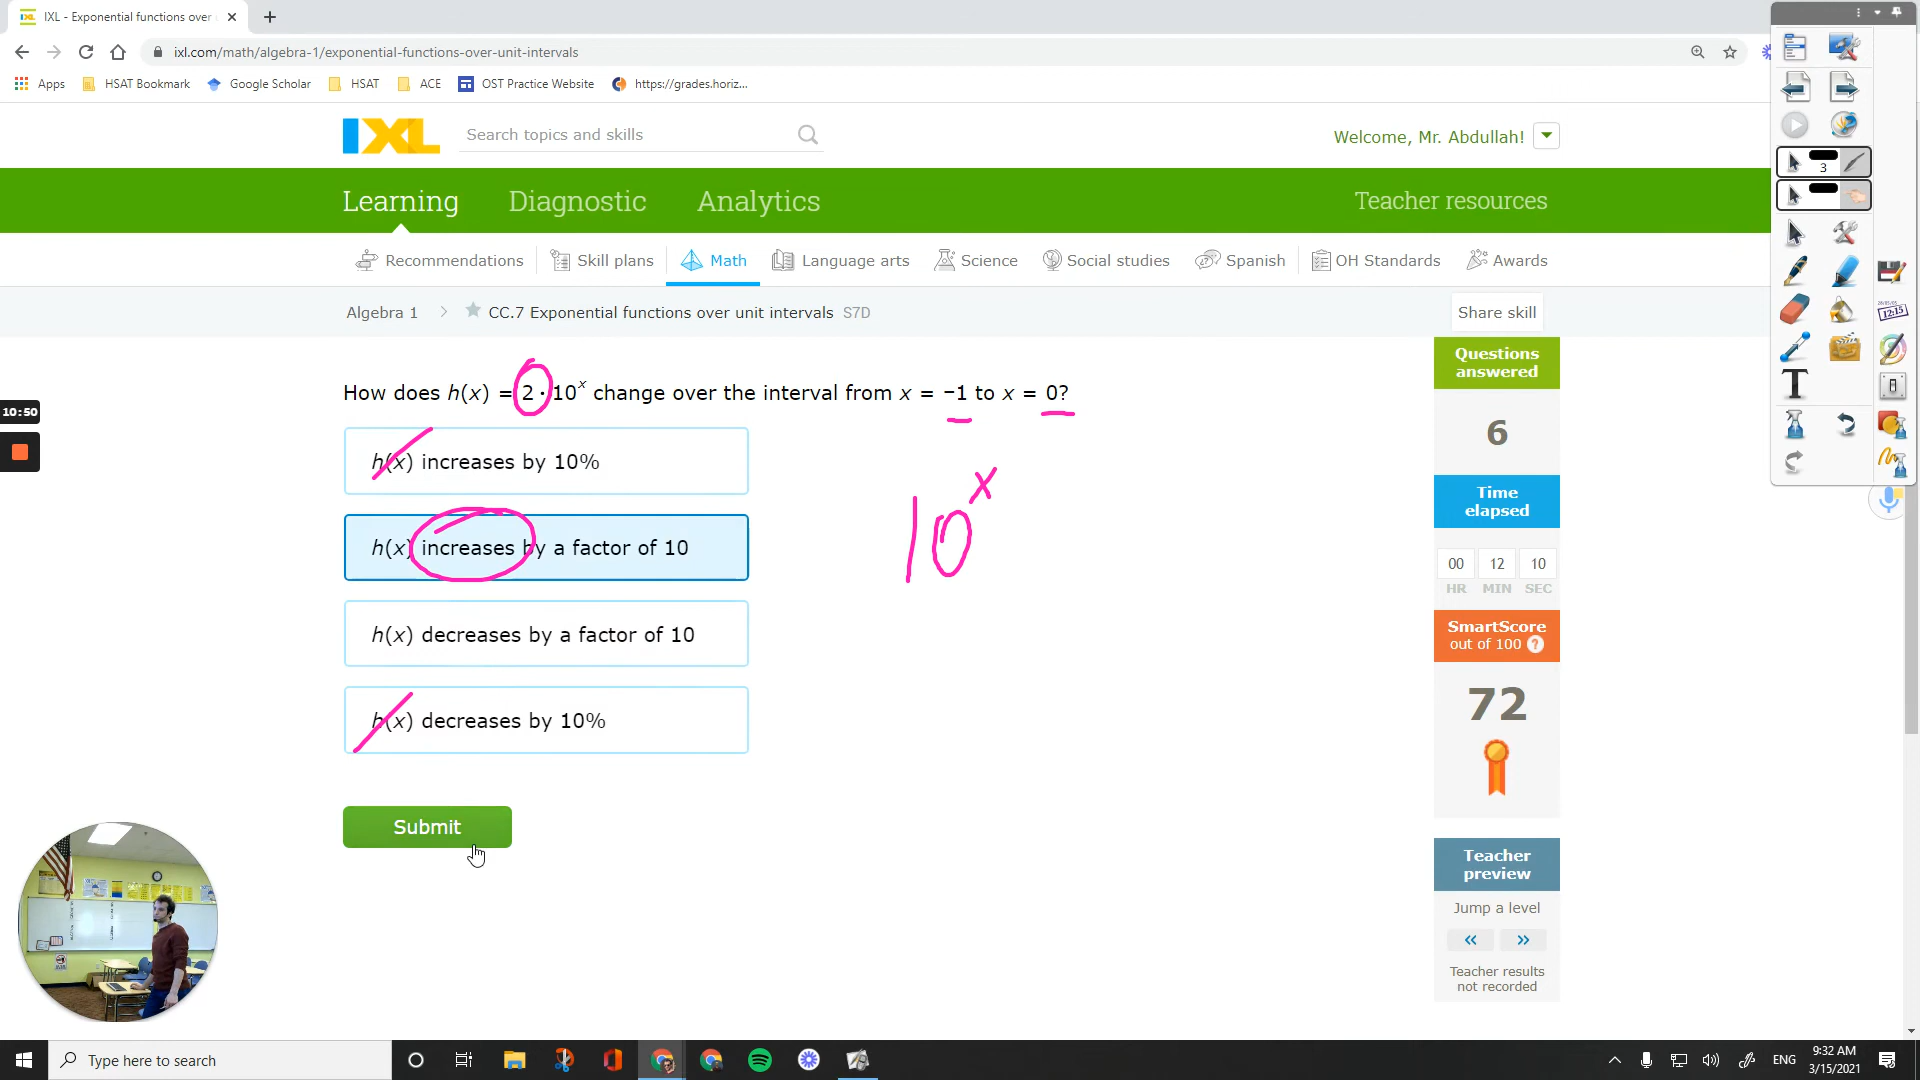 IXL - Exponential functions over
ixl.com/math/algebra-1/exponential-functions-over-unit-intervals
Apps HSAT Bookmark Google Scholar HSAT ACE OST Practice Website https://grades.horiz...
IXL Search topics and skills Welcome, Mr. Abdullah!
Learning Diagnostic Analytics Teacher resources
Recommendations Skill plans Math Language arts Science Social studies Spanish OH Standards Awards
Algebra 1 > CC.7 Exponential functions over unit intervals S7D Share skill
How does h(x) = 2 · 10ˣ change over the interval from x = −1 to x = 0?
h(x) increases by 10%
h(x) increases by a factor of 10
h(x) decreases by a factor of 10
h(x) decreases by 10%
10ˣ
Submit
Questions
answered
6
Time
elapsed
00 12 10
HR MIN SEC
SmartScore
out of 100 ?
72
Teacher
preview
Jump a level
« »
Teacher results
not recorded
10:50
3
12:15
T
Type here to search
ENG
9:32 AM
3/15/2021